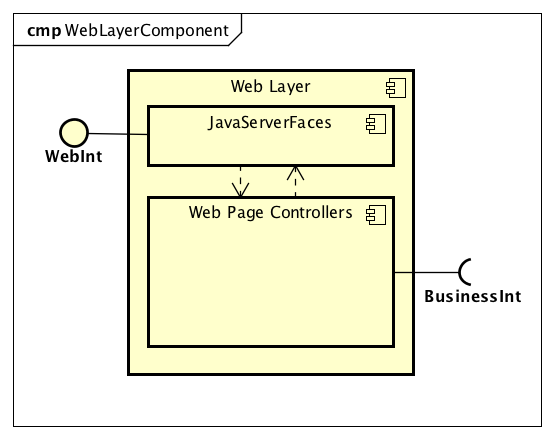 cmp WebLayerComponent
Web Layer
JavaServerFaces
WebInt
Web Page Controllers
BusinessInt